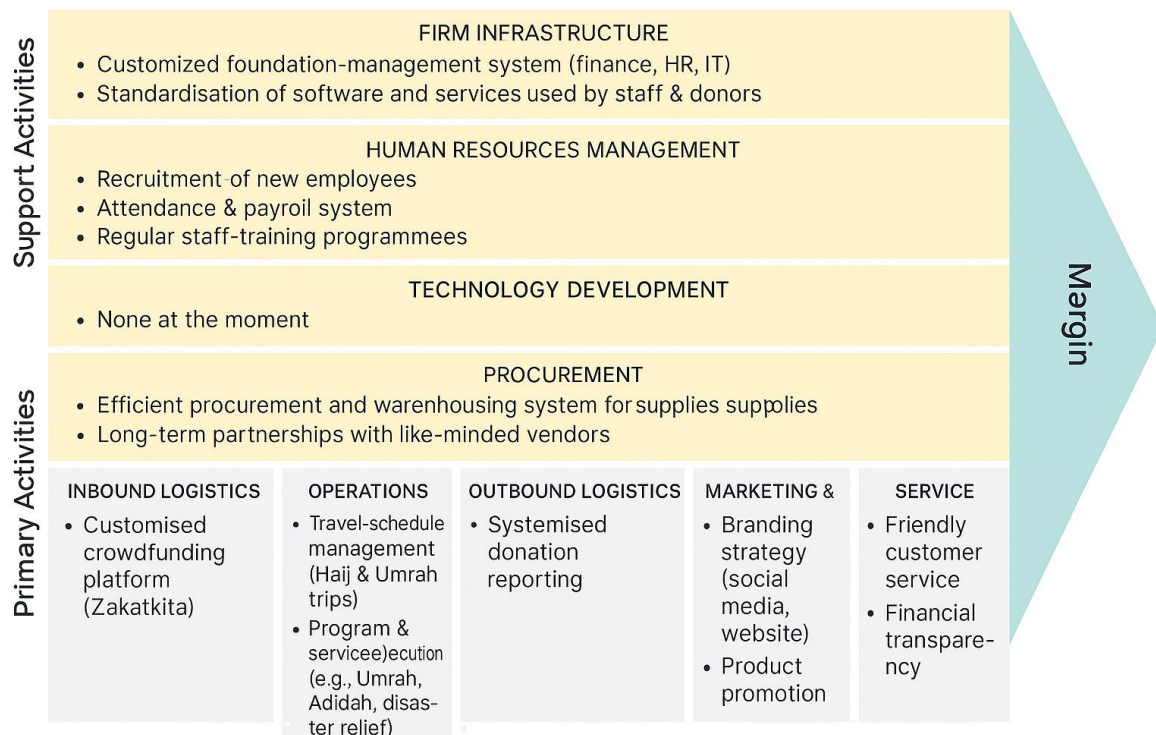 Support Activities
FIRM INFRASTRUCTURE
• Customized foundation-management system (finance, HR, IT)
• Standardisation of software and services used by staff & donors
HUMAN RESOURCES MANAGEMENT
• Recruitment-of new employees
• Attendance & payroil system
• Regular staff-training programmees
TECHNOLOGY DEVELOPMENT
• None at the moment
Primary Activities
PROCUREMENT
• Efficient procurement and warenhousing system for supplies suppolies
• Long-term partnerships with like-minded vendors
INBOUND LOGISTICS
• Customised
crowdfunding
platform
(Zakatkita)
OPERATIONS
• Travel-schedule
management
(Haij & Umrah
trips)
• Program &
servicee)ecution
(e.g., Umrah,
Adidah, disas-
ter relief)
OUTBOUND LOGISTICS
• Systemised
donation
reporting
MARKETING &
• Branding
strategy
(social
media,
website)
• Product
promotion
SERVICE
• Friendly
customer
service
• Financial
transpare-
ncy
Margin